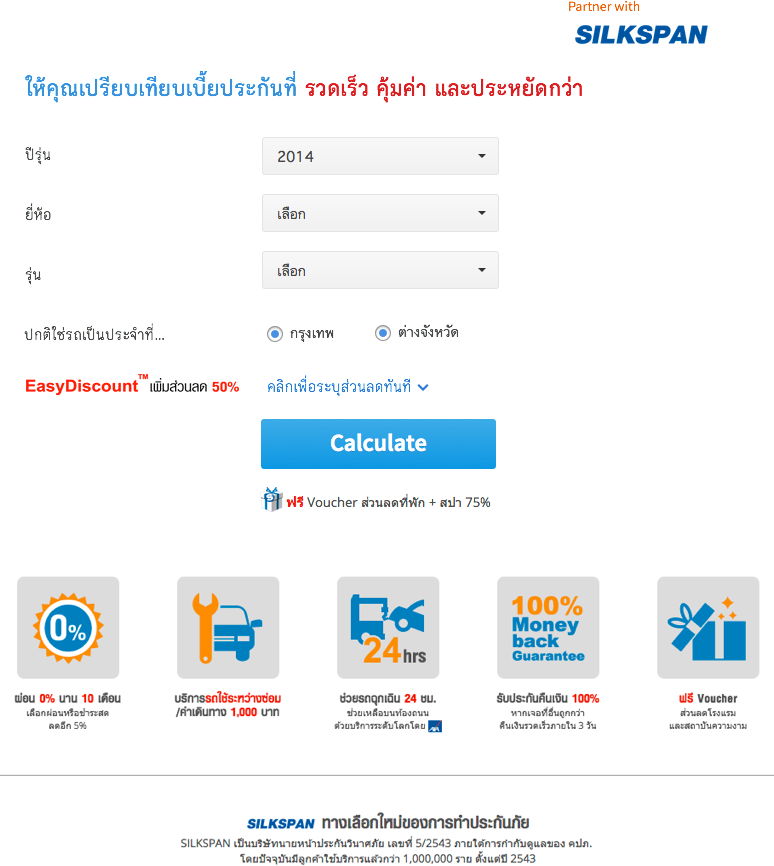 Partner with
SILKSPAN
ให้คุณเปรียบเทียบเบี้ยประกันที่ รวดเร็ว คุ้มค่า และประหยัดกว่า
ปีรุ่น
2014
ยี่ห้อ
เลือก
รุ่น
เลือก
ปกติใช่รถเป็นประจำที่...
กรุงเทพ
ต่างจังหวัด
EasyDiscount™ เพิ่มส่วนลด 50%
คลิกเพื่อระบุส่วนลดทันที
Calculate
ฟรี Voucher ส่วนลดที่พัก + สปา 75%
0%
24hrs
100%
Money
back
Guarantee
ผ่อน 0% นาน 10 เดือน
เลือกผ่อนหรือชำระสด
ลดอีก 5%
บริการรถใช้ระหว่างซ่อม
/ค่าเดินทาง 1,000 บาท
ช่วยรถฉุกเฉิน 24 ชม.
ช่วยเหลือบนท้องถนน
ด้วยบริการระดับโลกโดย AXA
รับประกันคืนเงิน 100%
หากเจอที่อื่นถูกกว่า
คืนเงินรวดเร็วภายใน 3 วัน
ฟรี Voucher
ส่วนลดโรงแรม
และสถาบันความงาม
SILKSPAN ทางเลือกใหม่ของการทำประกันภัย
SILKSPAN เป็นบริษัทนายหน้าประกันวินาศภัย เลขที่ 5/2543 ภายใต้การกำกับดูแลของ คปภ.
โดยปัจจุบันมีลูกค้าใช้บริการแล้วกว่า 1,000,000 ราย ตั้งแต่ปี 2543